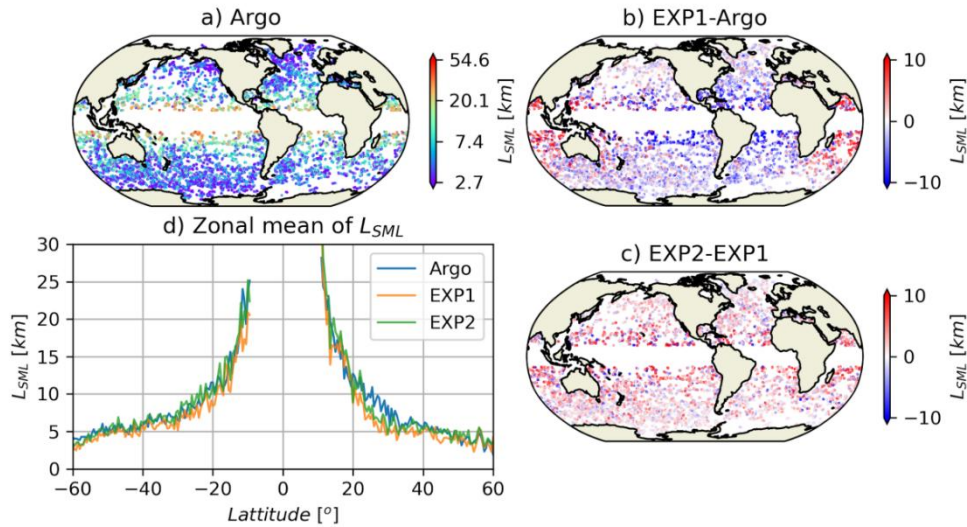 a) Argo
54.6
20.1
7.4
2.7
L_SML [km]
b) EXP1-Argo
10
0
−10
L_SML [km]
d) Zonal mean of L_SML
30
25
20
15
10
5
0
L_SML [km]
−60
−40
−20
0
20
40
60
Lattitude [°]
Argo
EXP1
EXP2
c) EXP2-EXP1
10
0
−10
L_SML [km]